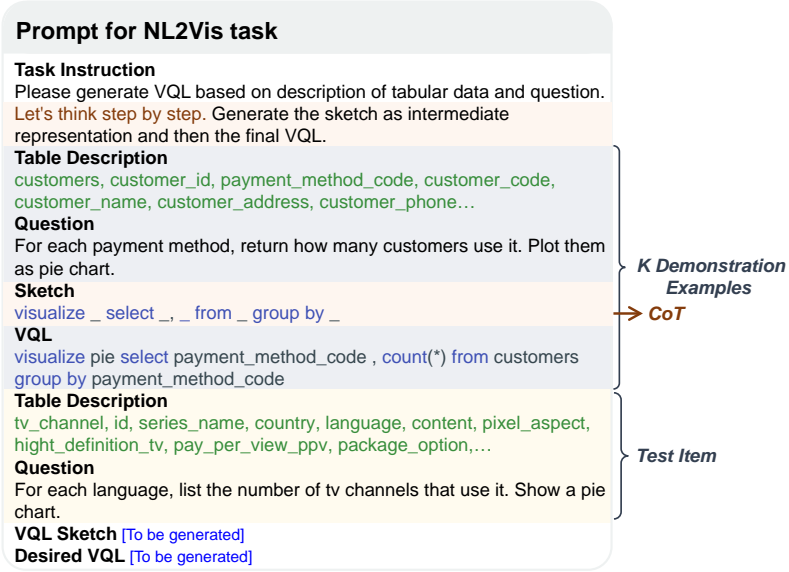 Prompt for NL2Vis task
Task Instruction
Please generate VQL based on description of tabular data and question.
Let's think step by step. Generate the sketch as intermediate
representation and then the final VQL.
Table Description
customers, customer_id, payment_method_code, customer_code,
customer_name, customer_address, customer_phone…
Question
For each payment method, return how many customers use it. Plot them
as pie chart.
Sketch
visualize _ select _, _ from _ group by _
VQL
visualize pie select payment_method_code , count(*) from customers
group by payment_method_code
K Demonstration
Examples
CoT
Table Description
tv_channel, id, series_name, country, language, content, pixel_aspect,
hight_definition_tv, pay_per_view_ppv, package_option,…
Question
For each language, list the number of tv channels that use it. Show a pie
chart.
Test Item
VQL Sketch [To be generated]
Desired VQL [To be generated]